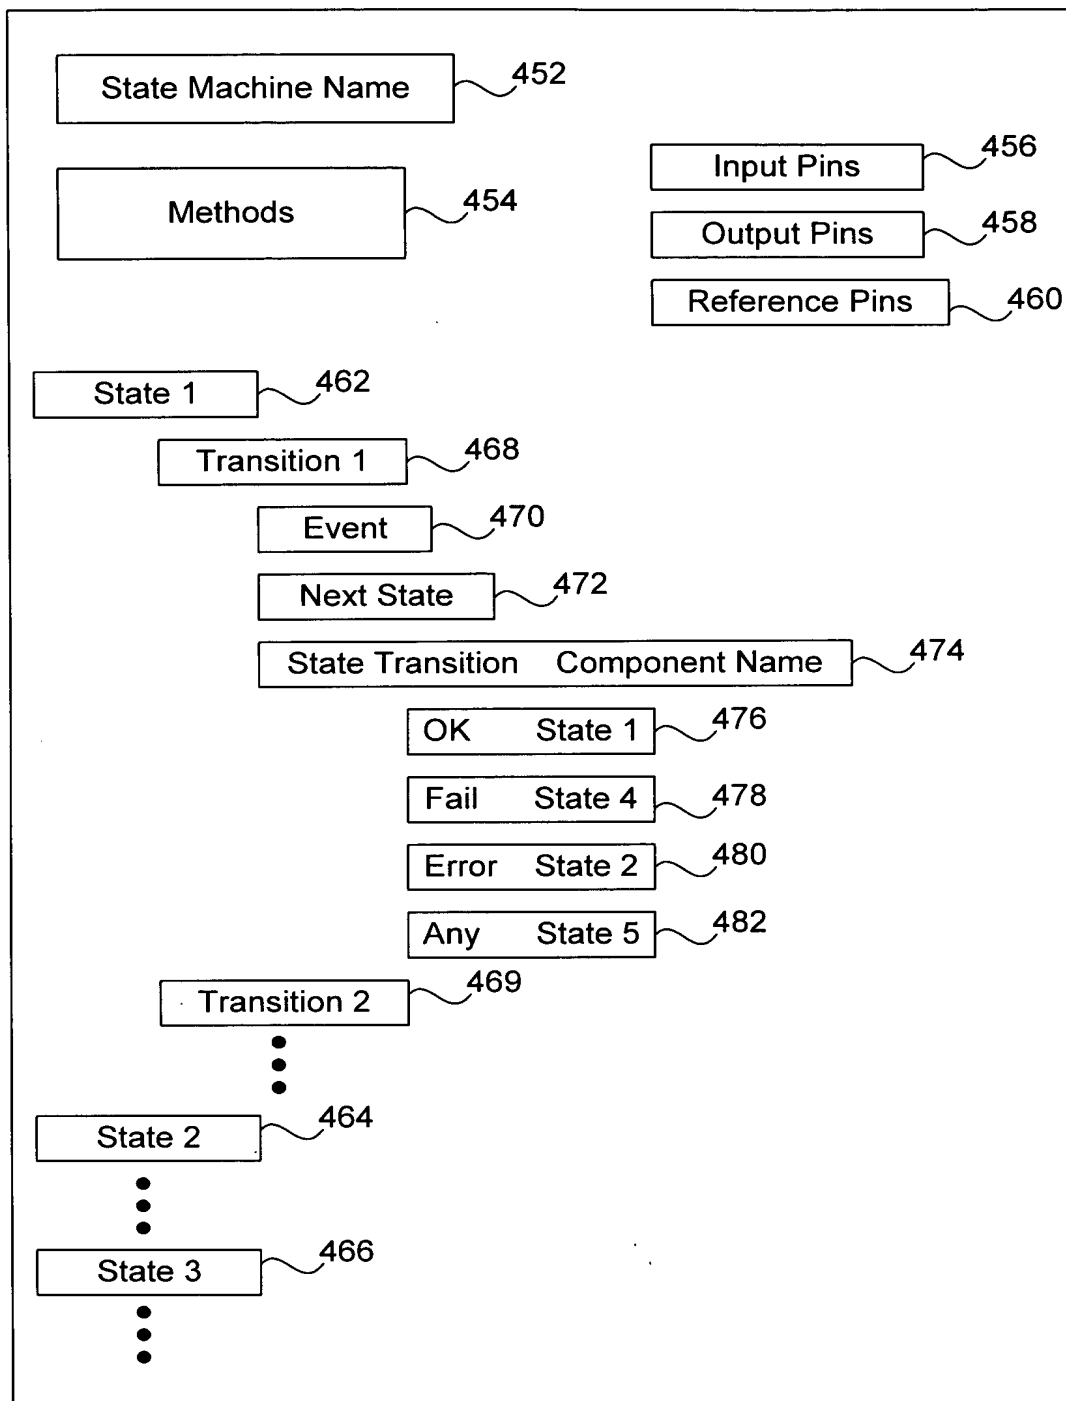 State Machine Name 452
Methods 454
Input Pins 456
Output Pins 458
Reference Pins 460
State 1 462
Transition 1 468
Event 470
Next State 472
State Transition Component Name 474
OK State 1 476
Fail State 4 478
Error State 2 480
Any State 5 482
Transition 2 469
State 2 464
State 3 466